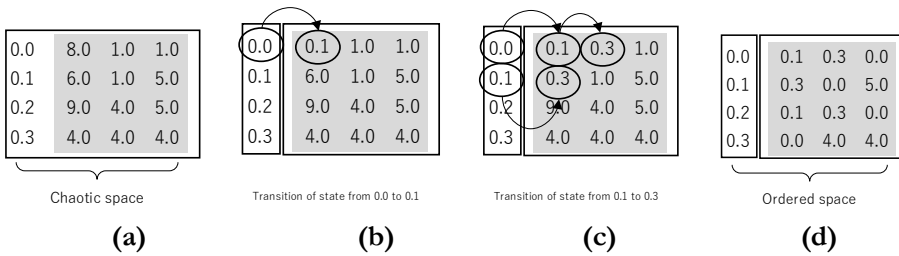 0.0 8.0 1.0 1.0
0.1 6.0 1.0 5.0
0.2 9.0 4.0 5.0
0.3 4.0 4.0 4.0
Chaotic space
(a)
0.0 0.1 1.0 1.0
0.1 6.0 1.0 5.0
0.2 9.0 4.0 5.0
0.3 4.0 4.0 4.0
Transition of state from 0.0 to 0.1
(b)
0.0 0.1 0.3 1.0
0.1 0.3 1.0 5.0
0.2 9.0 4.0 5.0
0.3 4.0 4.0 4.0
Transition of state from 0.1 to 0.3
(c)
0.0 0.1 0.3 0.0
0.1 0.3 0.0 5.0
0.2 0.1 0.3 0.0
0.3 0.0 4.0 4.0
Ordered space
(d)